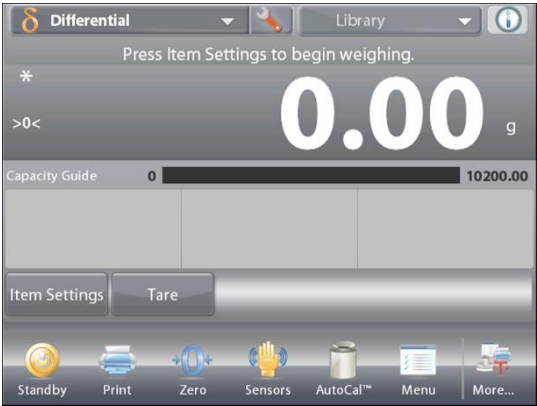 δ Differential Library
Press Item Settings to begin weighing.
*
>0< 0.00 g
Capacity Guide 0 10200.00
Item Settings Tare
Standby Print →0← Zero Sensors AutoCal™ Menu More...